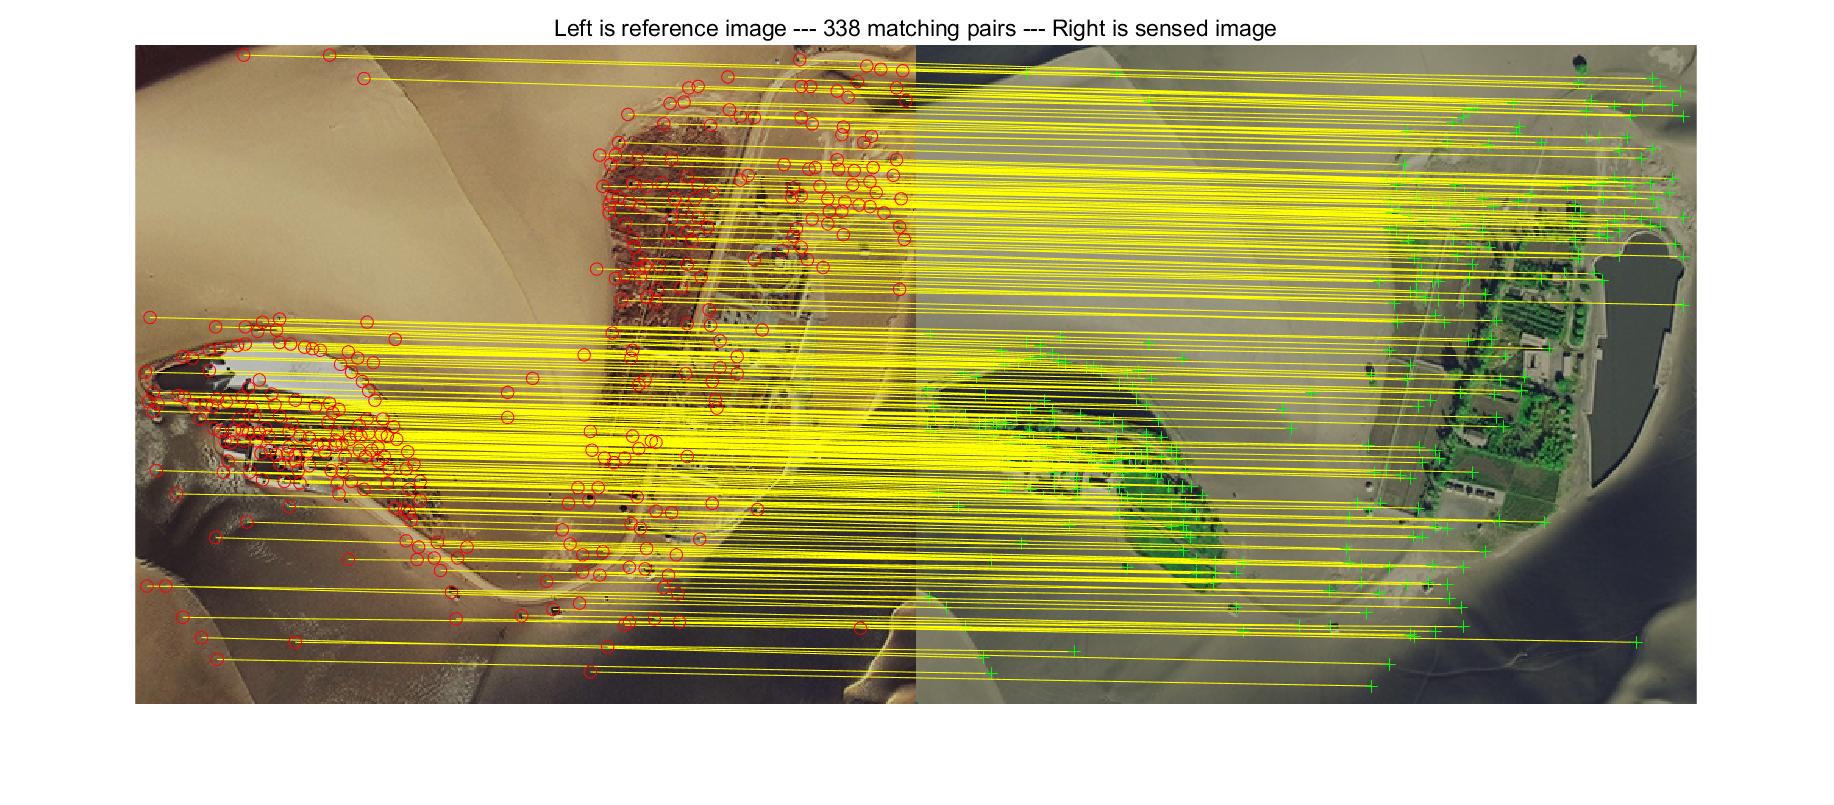 Left is reference image --- 338 matching pairs --- Right is sensed image